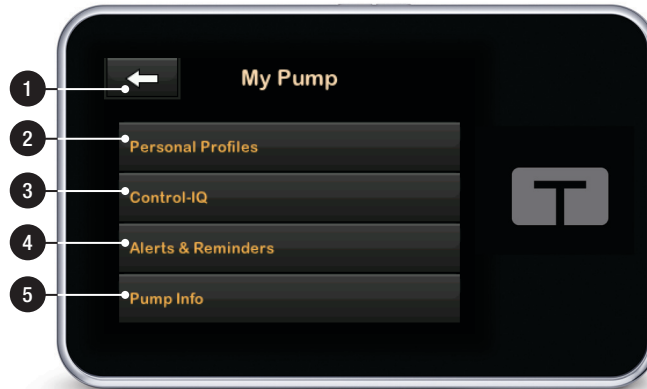 My Pump
1
2
Personal Profiles
3
Control-IQ
4
Alerts & Reminders
5
Pump Info
T